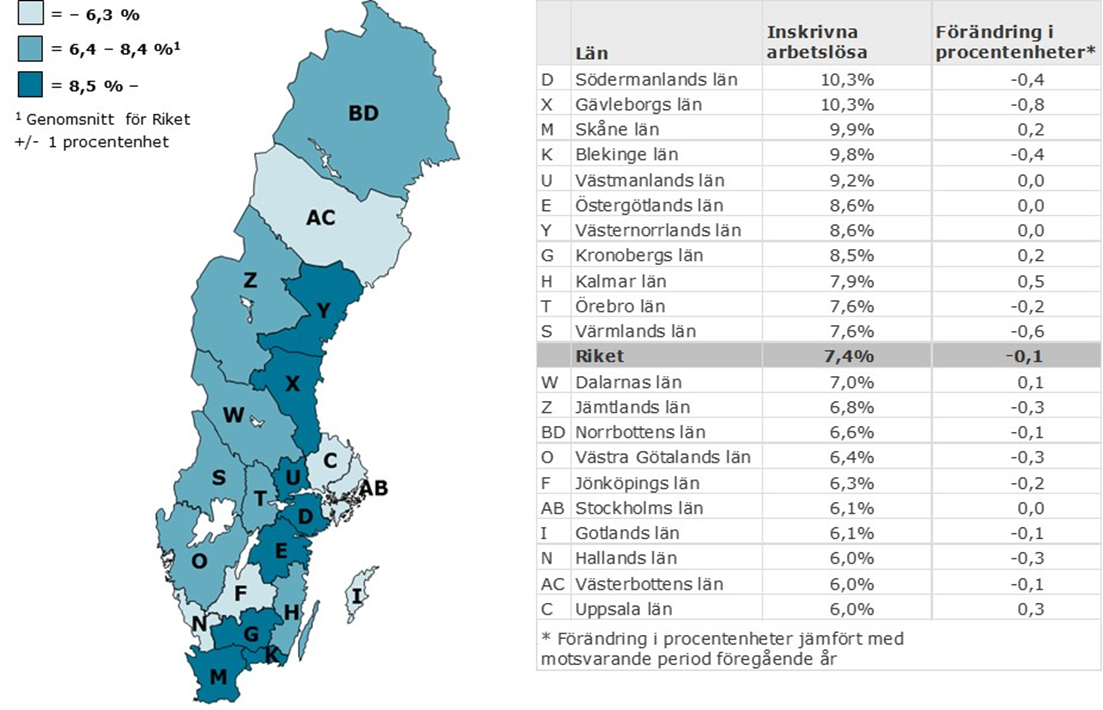 = – 6,3 %
= 6,4 – 8,4 %¹
= 8,5 % –
¹ Genomsnitt för Riket
+/- 1 procentenhet
BD
AC
Z
Y
X
W
C
S
U
AB
T
D
O
E
F
I
H
N
G
K
M
Län Inskrivna arbetslösa Förändring i procentenheter*
D Södermanlands län 10,3% -0,4
X Gävleborgs län 10,3% -0,8
M Skåne län 9,9% 0,2
K Blekinge län 9,8% -0,4
U Västmanlands län 9,2% 0,0
E Östergötlands län 8,6% 0,0
Y Västernorrlands län 8,6% 0,0
G Kronobergs län 8,5% 0,2
H Kalmar län 7,9% 0,5
T Örebro län 7,6% -0,2
S Värmlands län 7,6% -0,6
Riket 7,4% -0,1
W Dalarnas län 7,0% 0,1
Z Jämtlands län 6,8% -0,3
BD Norrbottens län 6,6% -0,1
O Västra Götalands län 6,4% -0,3
F Jönköpings län 6,3% -0,2
AB Stockholms län 6,1% 0,0
I Gotlands län 6,1% -0,1
N Hallands län 6,0% -0,3
AC Västerbottens län 6,0% -0,1
C Uppsala län 6,0% 0,3
* Förändring i procentenheter jämfört med
motsvarande period föregående år